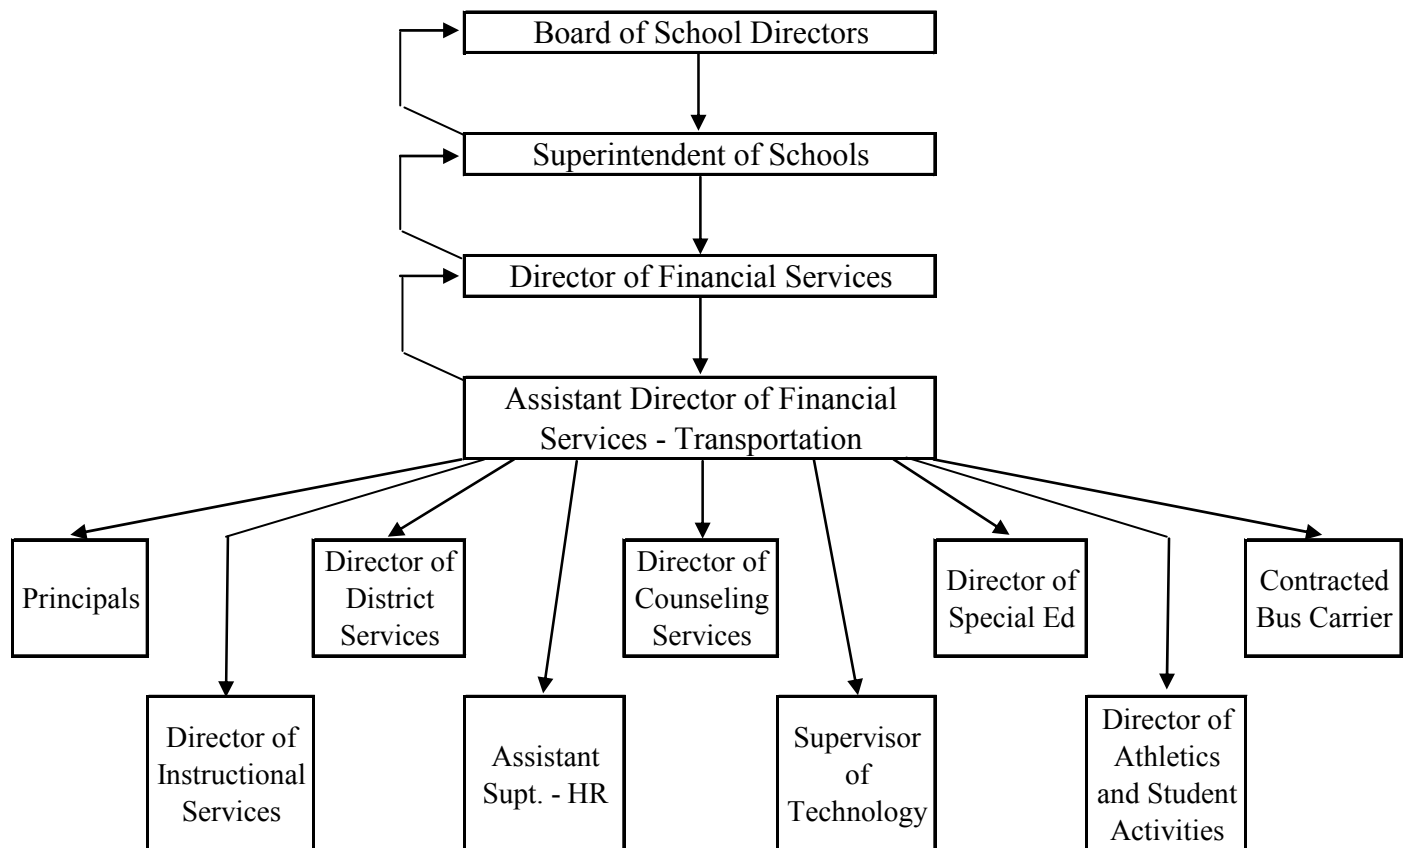 Board of School Directors
Superintendent of Schools
Director of Financial Services
Assistant Director of Financial
Services - Transportation
Principals
Director of
District
Services
Director of
Counseling
Services
Director of
Special Ed
Contracted
Bus Carrier
Director of
Instructional
Services
Assistant
Supt. - HR
Supervisor
of
Technology
Director of
Athletics
and Student
Activities